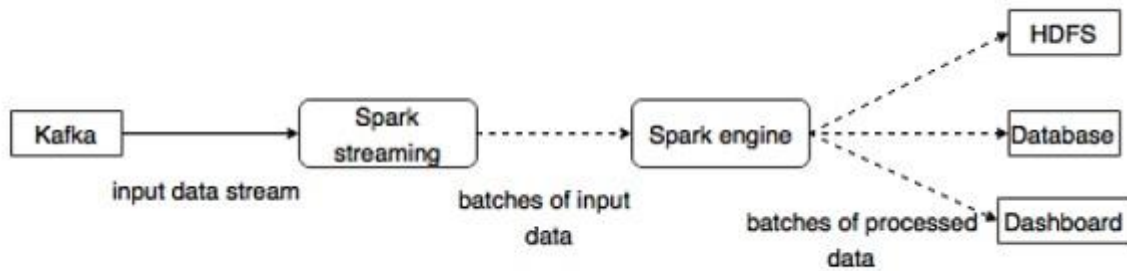 Kafka
input data stream
Spark
streaming
batches of input
data
Spark engine
batches of processed
data
HDFS
Database
Dashboard